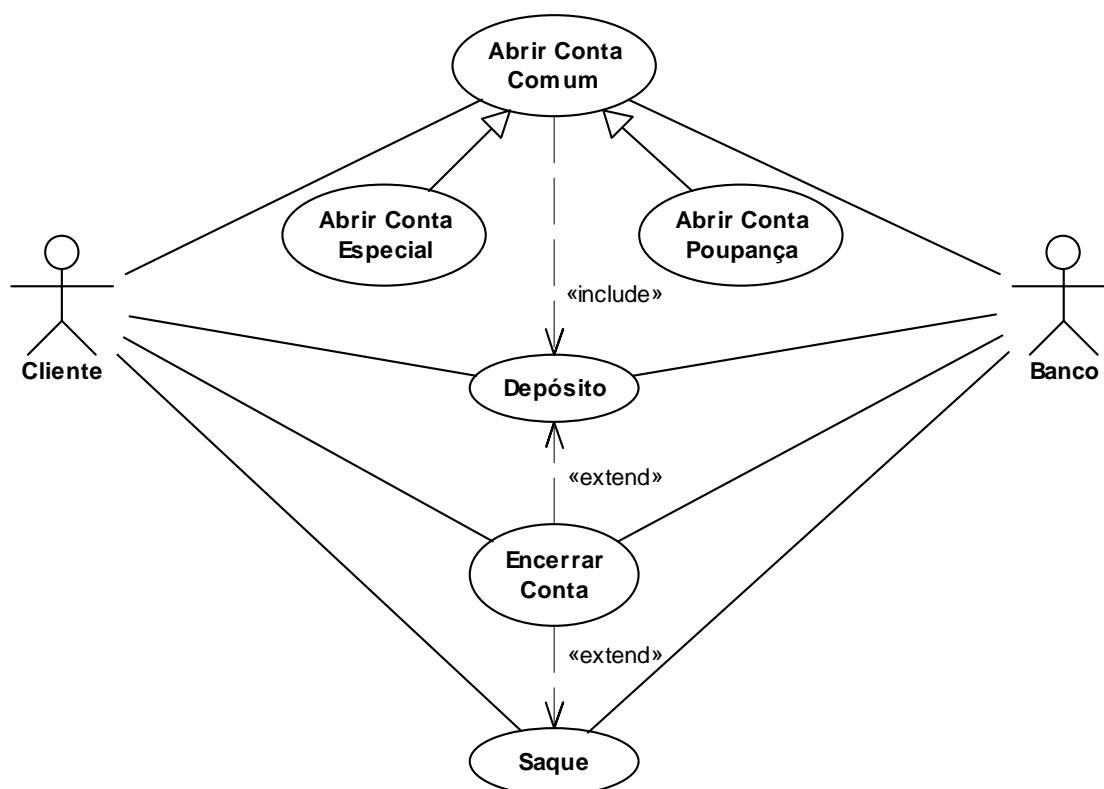 Abrir Conta
Comum
Abrir Conta
Especial
Abrir Conta
Poupança
«include»
Cliente
Banco
Depósito
«extend»
Encerrar
Conta
«extend»
Saque